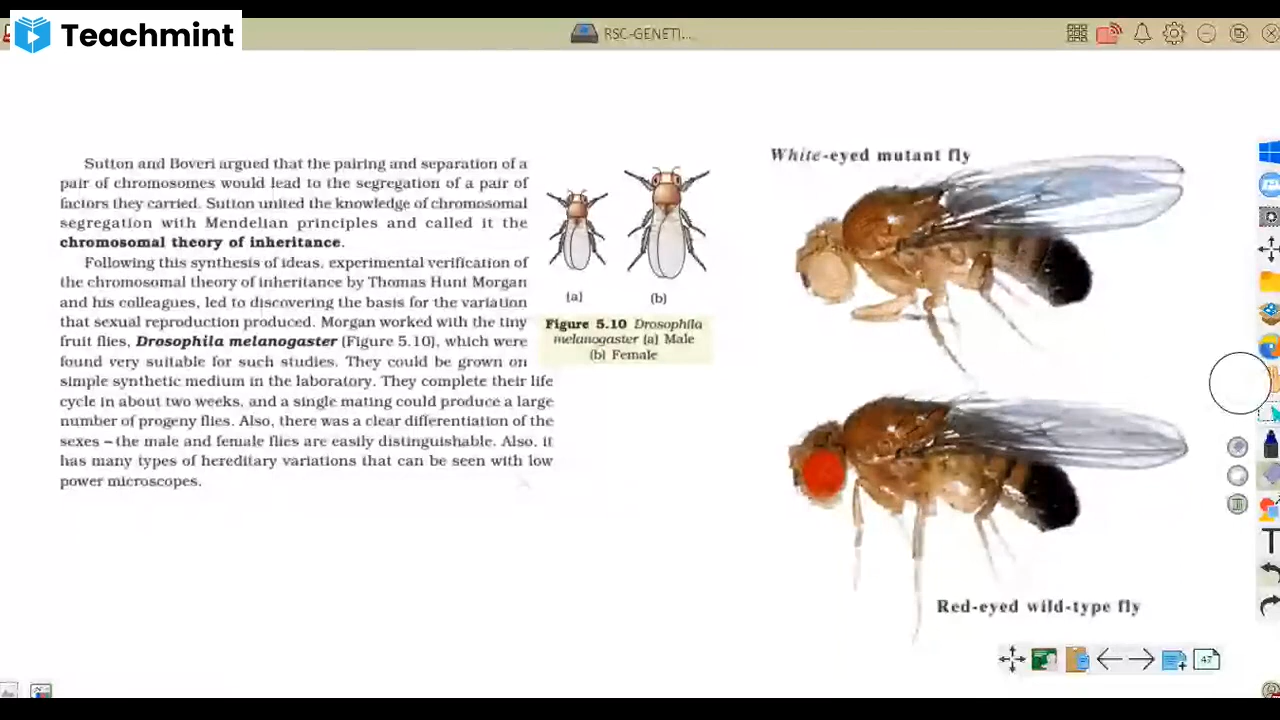 Teachmint
RSC-GENETI...
Sutton and Boveri argued that the pairing and separation of a
pair of chromosomes would lead to the segregation of a pair of
factors they carried. Sutton united the knowledge of chromosomal
segregation with Mendelian principles and called it the
chromosomal theory of inheritance.
Following this synthesis of ideas, experimental verification of
the chromosomal theory of inheritance by Thomas Hunt Morgan
and his colleagues, led to discovering the basis for the variation
that sexual reproduction produced. Morgan worked with the tiny
fruit flies, Drosophila melanogaster (Figure 5.10), which were
found very suitable for such studies. They could be grown on
simple synthetic medium in the laboratory. They complete their life
cycle in about two weeks, and a single mating could produce a large
number of progeny flies. Also, there was a clear differentiation of the
sexes – the male and female flies are easily distinguishable. Also, it
has many types of hereditary variations that can be seen with low
power microscopes.
(a)
(b)
Figure 5.10 Drosophila
melanogaster (a) Male
(b) Female
White-eyed mutant fly
Red-eyed wild-type fly
T
47